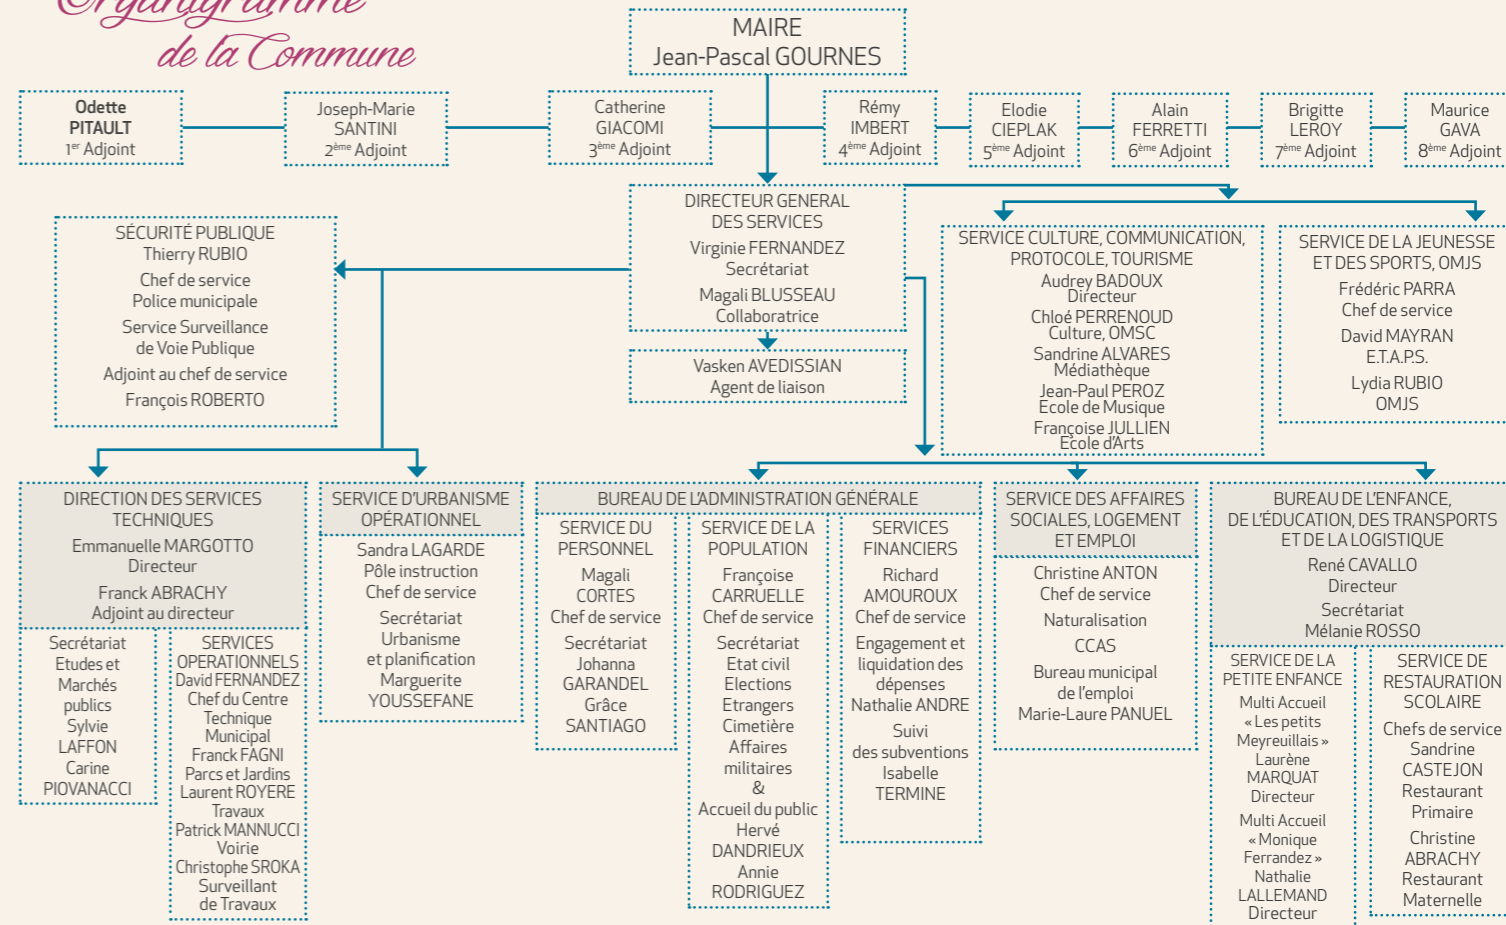 Organigramme
de la Commune
MAIRE
Jean-Pascal GOURNES
Odette
PITAULT
1er Adjoint
Joseph-Marie
SANTINI
2ème Adjoint
Catherine
GIACOMI
3ème Adjoint
Rémy
IMBERT
4ème Adjoint
Elodie
CIEPLAK
5ème Adjoint
Alain
FERRETTI
6ème Adjoint
Brigitte
LEROY
7ème Adjoint
Maurice
GAVA
8ème Adjoint
DIRECTEUR GENERAL
DES SERVICES
Virginie FERNANDEZ
Secrétariat
Magali BLUSSEAU
Collaboratrice
Vasken AVEDISSIAN
Agent de liaison
SÉCURITÉ PUBLIQUE
Thierry RUBIO
Chef de service
Police municipale
Service Surveillance
de Voie Publique
Adjoint au chef de service
François ROBERTO
SERVICE CULTURE, COMMUNICATION,
PROTOCOLE, TOURISME
Audrey BADOUX
Directeur
Chloé PERRENOUD
Culture, OMSC
Sandrine ALVARES
Médiathèque
Jean-Paul PEROZ
Ecole de Musique
Françoise JULLIEN
Ecole d'Arts
SERVICE DE LA JEUNESSE
ET DES SPORTS, OMJS
Frédéric PARRA
Chef de service
David MAYRAN
E.T.A.P.S.
Lydia RUBIO
OMJS
DIRECTION DES SERVICES
TECHNIQUES
Emmanuelle MARGOTTO
Directeur
Franck ABRACHY
Adjoint au directeur
Secrétariat
Etudes et
Marchés
publics
Sylvie
LAFFON
Carine
PIOVANACCI
SERVICES
OPERATIONNELS
David FERNANDEZ
Chef du Centre
Technique
Municipal
Franck FAGNI
Parcs et Jardins
Laurent ROYERE
Travaux
Patrick MANNUCCI
Voirie
Christophe SROKA
Surveillant
de Travaux
SERVICE D'URBANISME
OPÉRATIONNEL
Sandra LAGARDE
Pôle instruction
Chef de service
Secrétariat
Urbanisme
et planification
Marguerite
YOUSSEFANE
BUREAU DE L'ADMINISTRATION GÉNÉRALE
SERVICE DU
PERSONNEL
Magali
CORTES
Chef de service
Secrétariat
Johanna
GARANDEL
Grâce
SANTIAGO
SERVICE DE LA
POPULATION
Françoise
CARRUELLE
Chef de service
Secrétariat
Etat civil
Elections
Etrangers
Cimetière
Affaires
militaires
&
Accueil du public
Hervé
DANDRIEUX
Annie
RODRIGUEZ
SERVICES
FINANCIERS
Richard
AMOUROUX
Chef de service
Engagement et
liquidation des
dépenses
Nathalie ANDRE
Suivi
des subventions
Isabelle
TERMINE
SERVICE DES AFFAIRES
SOCIALES, LOGEMENT
ET EMPLOI
Christine ANTON
Chef de service
Naturalisation
CCAS
Bureau municipal
de l'emploi
Marie-Laure PANUEL
BUREAU DE L'ENFANCE,
DE L'ÉDUCATION, DES TRANSPORTS
ET DE LA LOGISTIQUE
René CAVALLO
Directeur
Secrétariat
Mélanie ROSSO
SERVICE DE LA
PETITE ENFANCE
Multi Accueil
« Les petits
Meyreuillais »
Laurène
MARQUAT
Directeur
Multi Accueil
« Monique
Ferrandez »
Nathalie
LALLEMAND
Directeur
SERVICE DE
RESTAURATION
SCOLAIRE
Chefs de service
Sandrine
CASTEJON
Restaurant
Primaire
Christine
ABRACHY
Restaurant
Maternelle